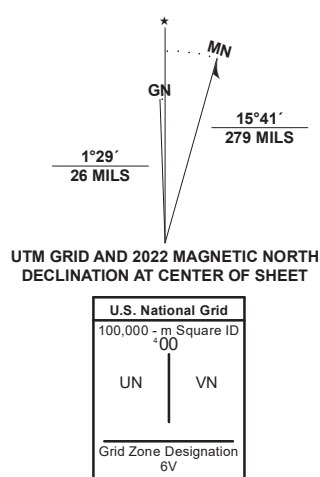 ★
MN
GN
15°41´
279 MILS
1°29´
26 MILS
UTM GRID AND 2022 MAGNETIC NORTH
DECLINATION AT CENTER OF SHEET
U.S. National Grid
100,000 - m Square ID
⁴00
UN VN
Grid Zone Designation
6V